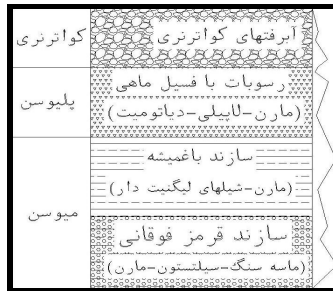 کواترنری
آبرفتهای کواترنری
پلیوسن
رسوبات با فسیل ماهی
(مارن-لاپیلی-دیاتومیت)
میوسن
سازند باغمیشه
(مارن-شیلهای لیگنیت دار)
سازند قرمز فوقانی
(ماسه سنگ-سیلتستون-مارن)